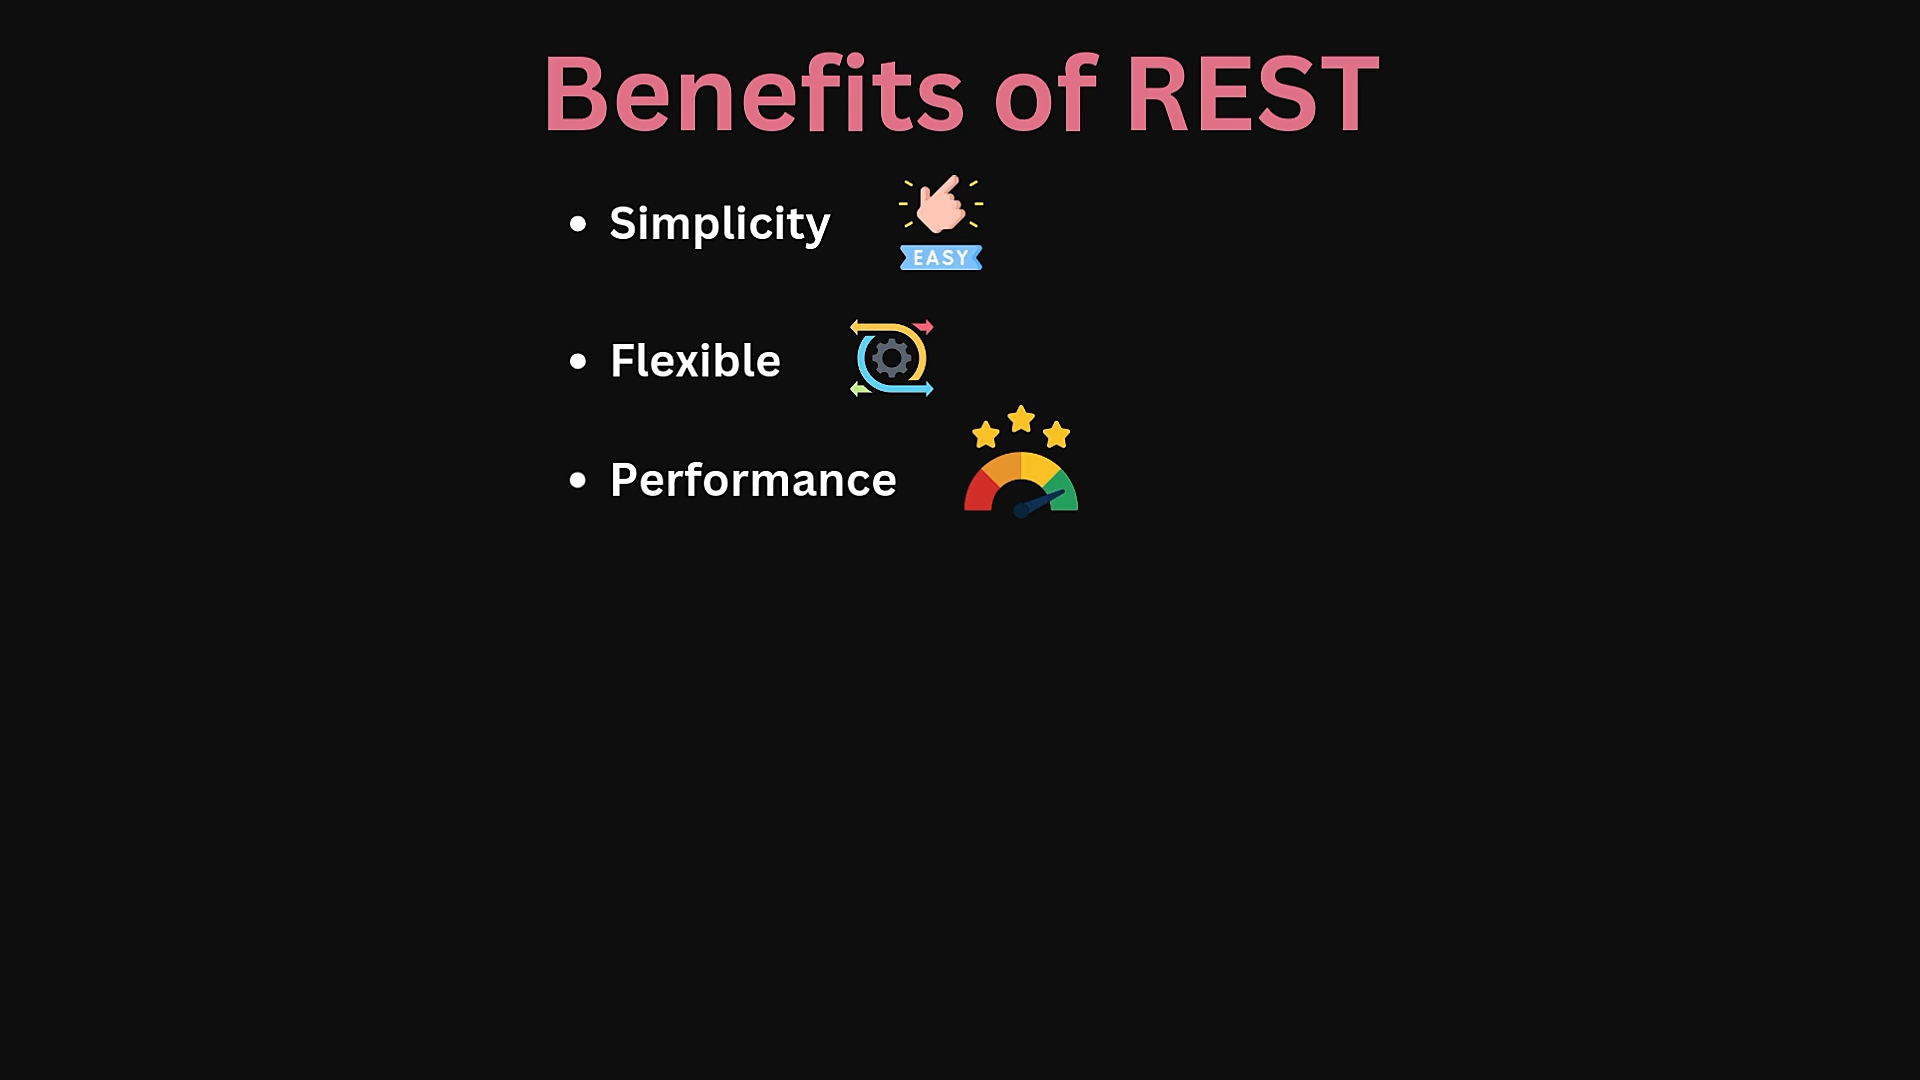 Benefits of REST
• Simplicity
EASY
• Flexible
• Performance